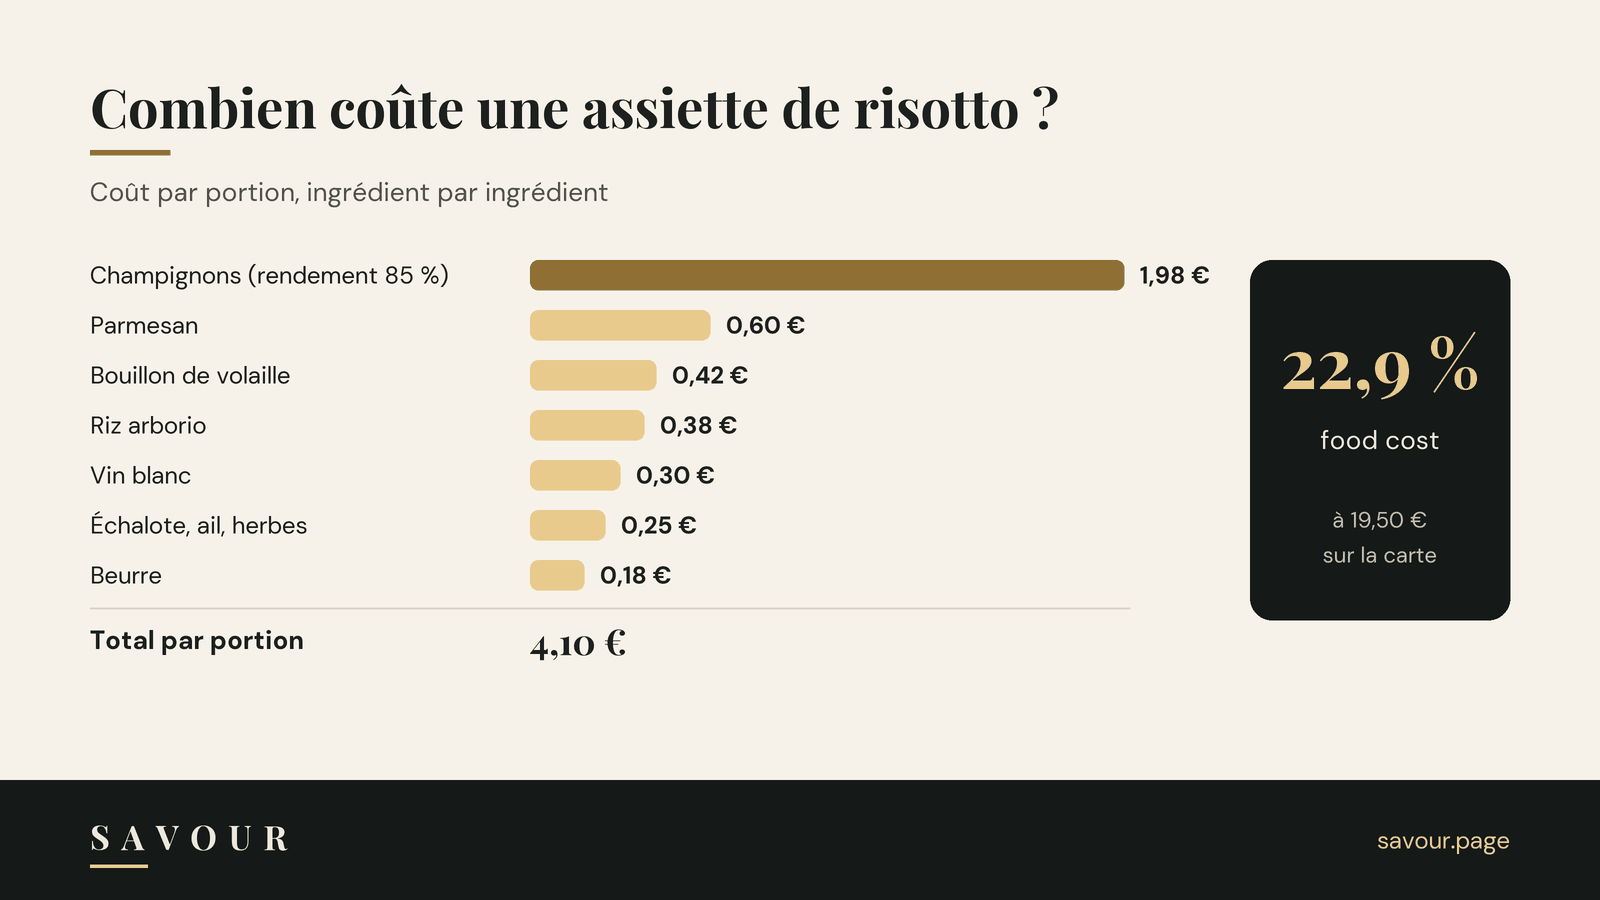 Combien coûte une assiette de risotto ?
Coût par portion, ingrédient par ingrédient
Champignons (rendement 85 %) 1,98 €
Parmesan 0,60 €
Bouillon de volaille 0,42 €
Riz arborio 0,38 €
Vin blanc 0,30 €
Échalote, ail, herbes 0,25 €
Beurre 0,18 €
Total par portion 4,10 €
22,9 %
food cost
à 19,50 €
sur la carte
SAVOUR
savour.page